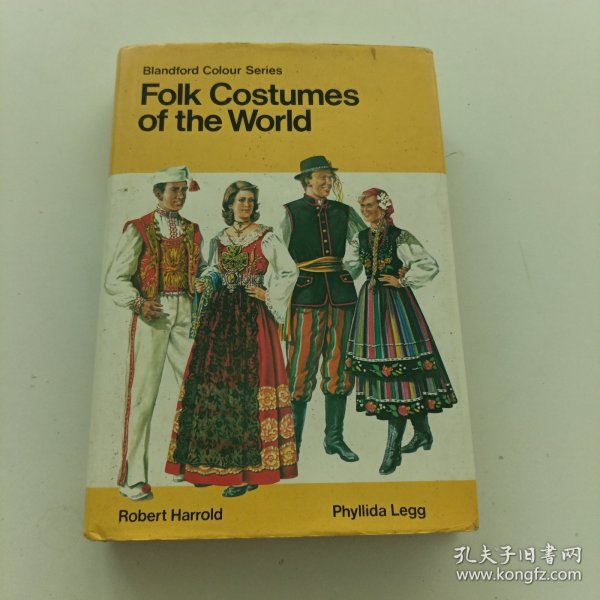 Blandford Colour Series
Folk Costumes
of the World
Robert Harrold
Phyllida Legg
孔夫子旧书网
www.kongfz.com